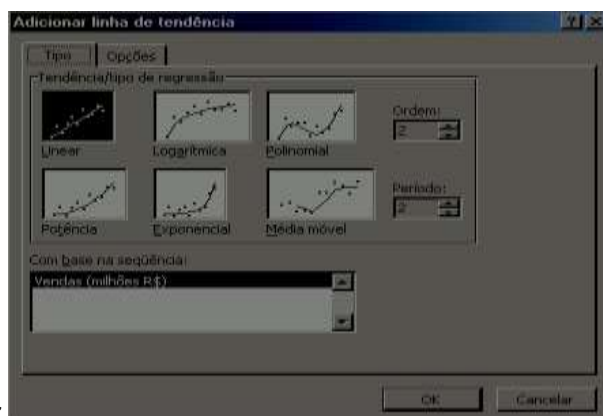 Adicionar linha de tendência
Tipo Opções
Tendência/tipo de regressão
Linear Logarítmica Polinomial
Ordem:
2
Potência Exponencial Média móvel
Período:
2
Com base na seqüência:
Vendas (milhões R$)
OK Cancelar